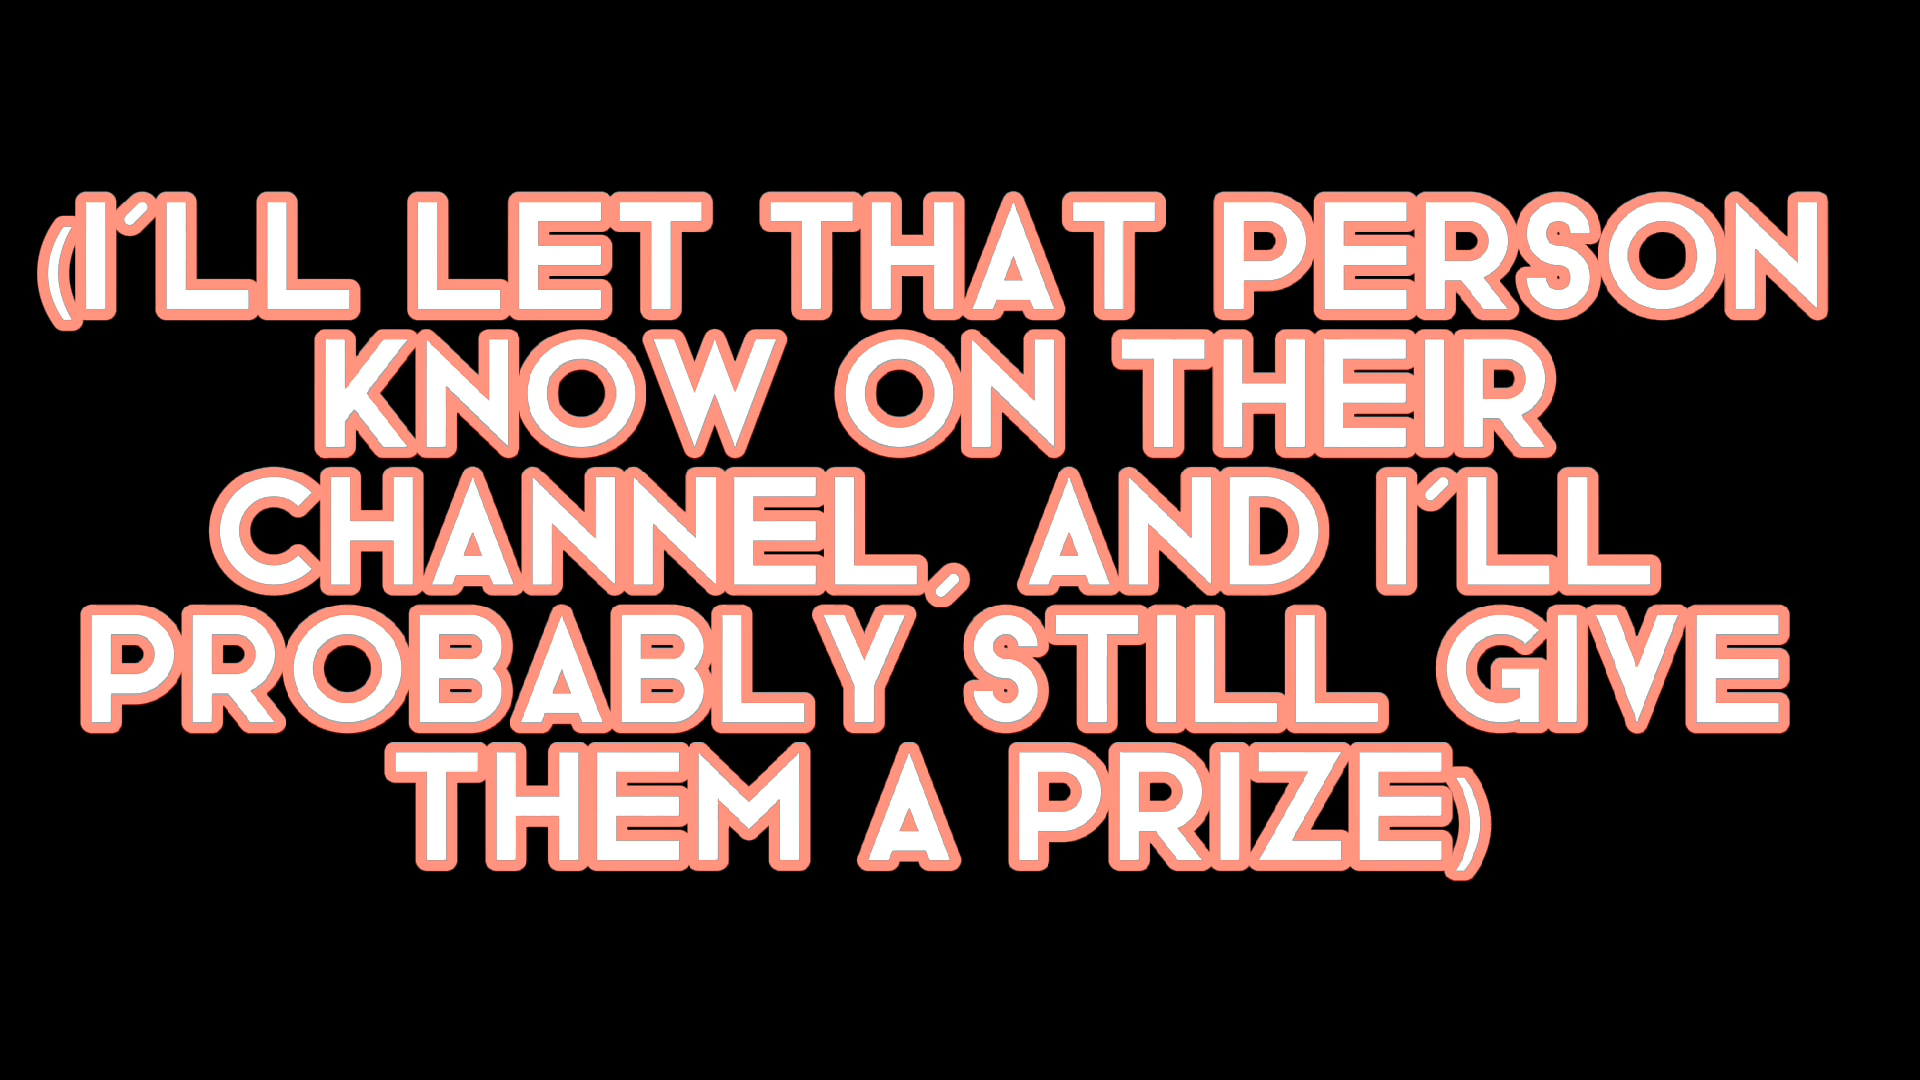 (I'LL LET THAT PERSON
KNOW ON THEIR
CHANNEL, AND I'LL
PROBABLY STILL GIVE
THEM A PRIZE)